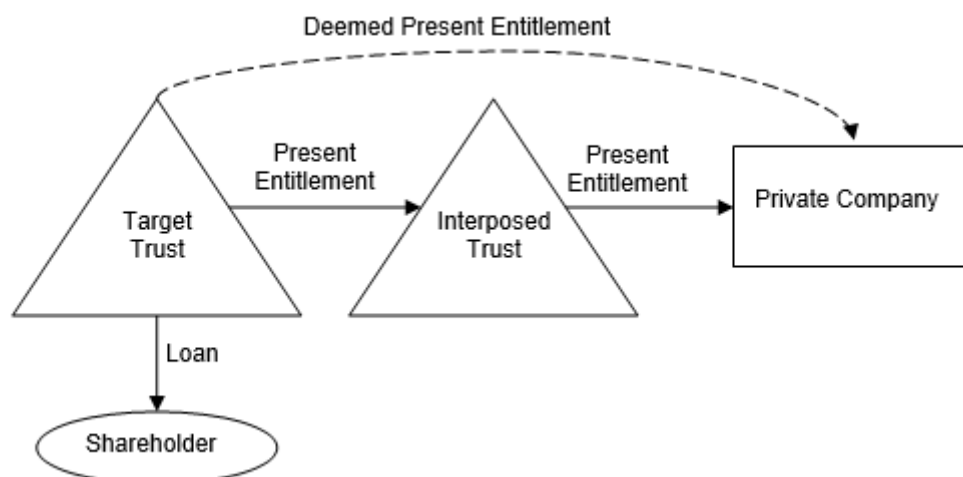 Deemed Present Entitlement
Present
Entitlement
Present
Entitlement
Target
Trust
Interposed
Trust
Private Company
Loan
Shareholder